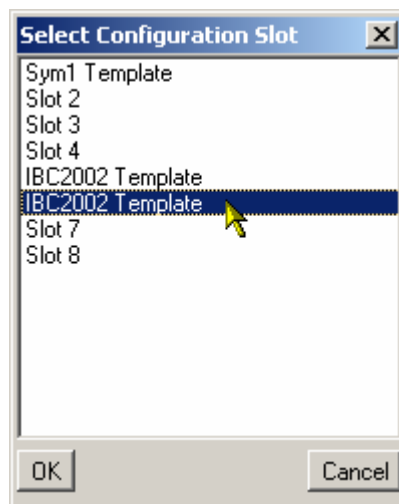 Select Configuration Slot
Sym1 Template
Slot 2
Slot 3
Slot 4
IBC2002 Template
IBC2002 Template
Slot 7
Slot 8
OK Cancel